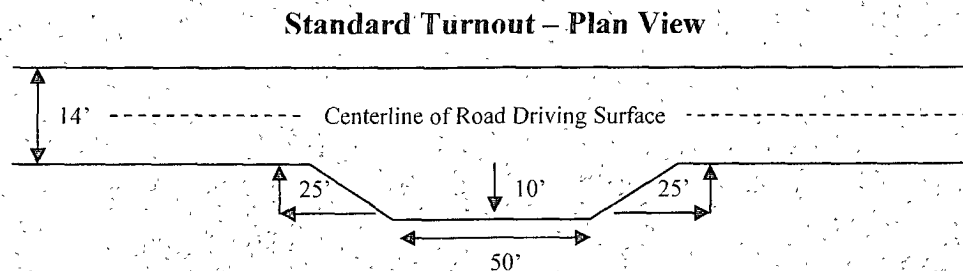 Standard Turnout – Plan View
14’
Centerline of Road Driving Surface
25’
10’
25’
50’